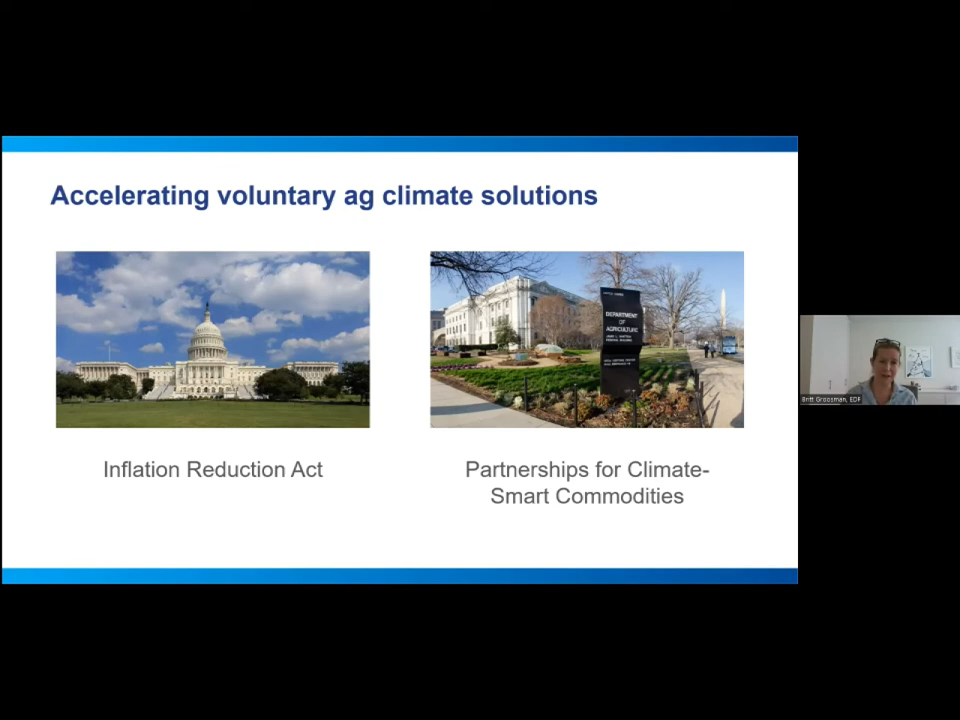 Accelerating voluntary ag climate solutions
DEPARTMENT
OF
AGRICULTURE
Inflation Reduction Act
Partnerships for Climate-
Smart Commodities
Britt Groosman, EDF